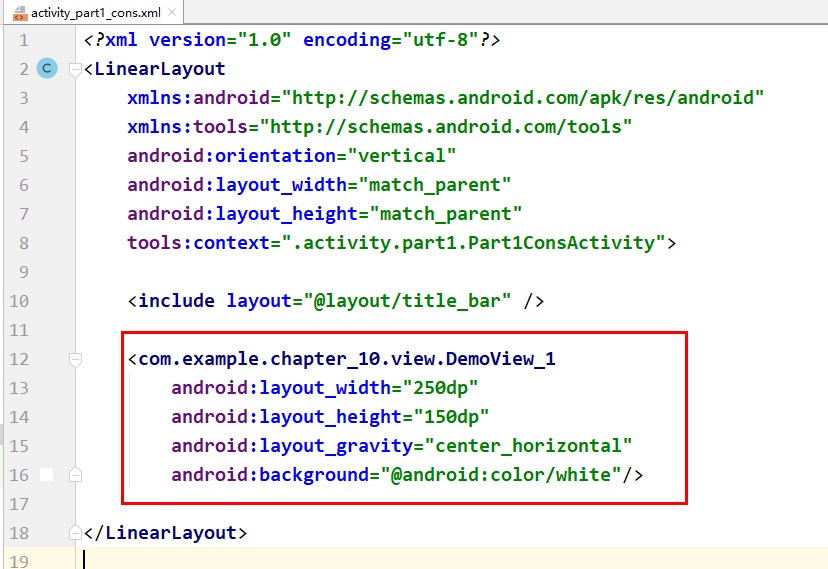 activity_part1_cons.xml ×
1 <?xml version="1.0" encoding="utf-8"?>
2 C <LinearLayout
3 xmlns:android="http://schemas.android.com/apk/res/android"
4 xmlns:tools="http://schemas.android.com/tools"
5 android:orientation="vertical"
6 android:layout_width="match_parent"
7 android:layout_height="match_parent"
8 tools:context=".activity.part1.Part1ConsActivity">
9
10 <include layout="@layout/title_bar" />
11
12 <com.example.chapter_10.view.DemoView_1
13 android:layout_width="250dp"
14 android:layout_height="150dp"
15 android:layout_gravity="center_horizontal"
16 android:background="@android:color/white"/>
17
18 </LinearLayout>
19